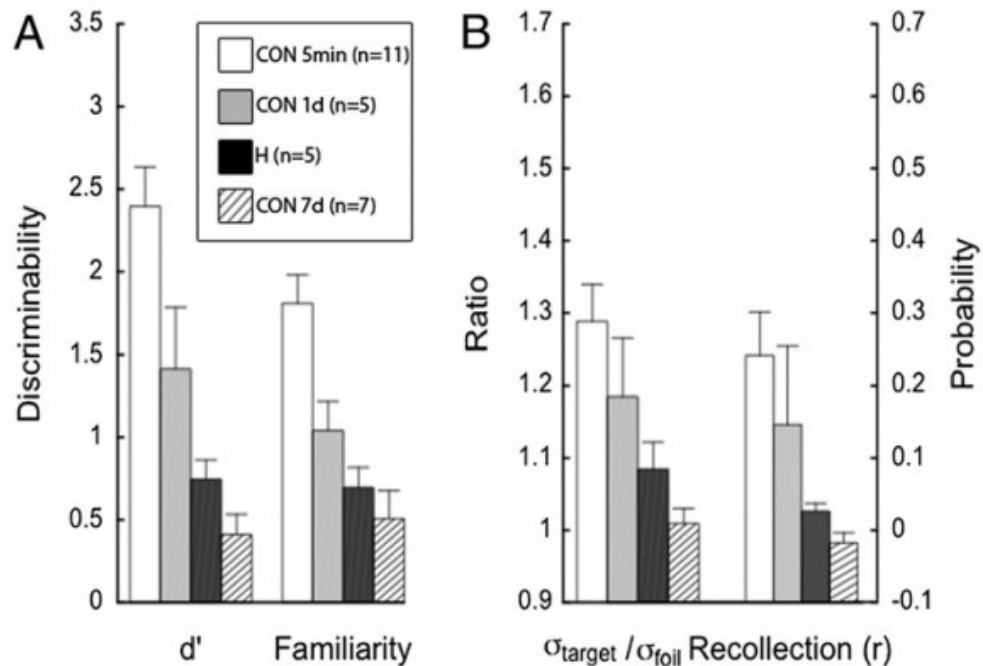 A
3.5
3
2.5
2
1.5
1
0.5
0
Discriminability
CON 5min (n=11)
CON 1d (n=5)
H (n=5)
CON 7d (n=7)
d'
Familiarity
B
1.7
1.6
1.5
1.4
1.3
1.2
1.1
1
0.9
Ratio
0.7
0.6
0.5
0.4
0.3
0.2
0.1
0
-0.1
Probability
σtarget /σfoil Recollection (r)